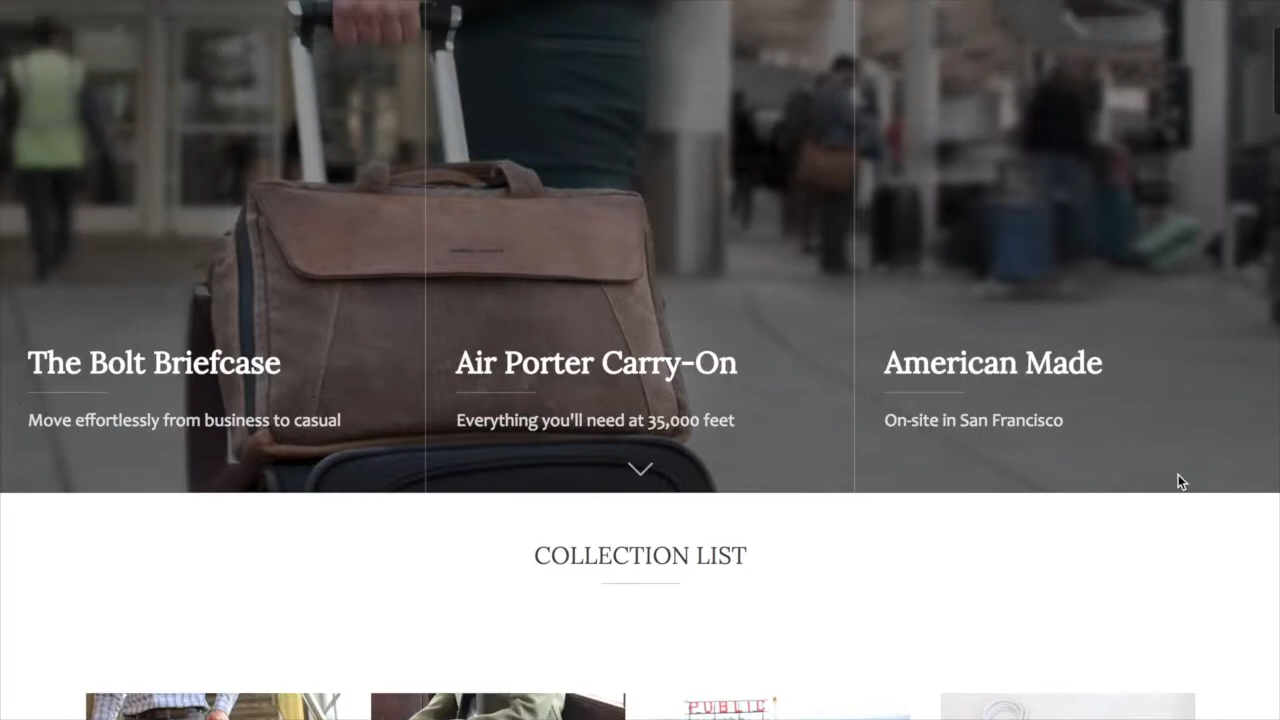 The Bolt Briefcase
Move effortlessly from business to casual
Air Porter Carry-On
Everything you'll need at 35,000 feet
American Made
On-site in San Francisco
COLLECTION LIST
PUBLIC